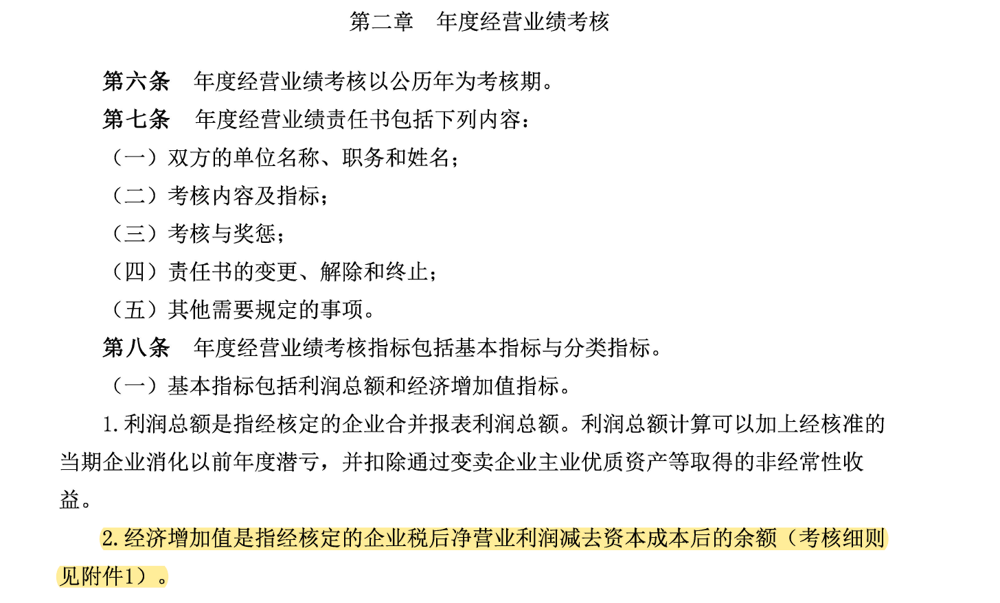 第二章　年度经营业绩考核
第六条　年度经营业绩考核以公历年为考核期。
第七条　年度经营业绩责任书包括下列内容：
（一）双方的单位名称、职务和姓名；
（二）考核内容及指标；
（三）考核与奖惩；
（四）责任书的变更、解除和终止；
（五）其他需要规定的事项。
第八条　年度经营业绩考核指标包括基本指标与分类指标。
（一）基本指标包括利润总额和经济增加值指标。
1.利润总额是指经核定的企业合并报表利润总额。利润总额计算可以加上经核准的
当期企业消化以前年度潜亏，并扣除通过变卖企业主业优质资产等取得的非经常性收
益。
2.经济增加值是指经核定的企业税后净营业利润减去资本成本后的余额（考核细则
见附件1）。